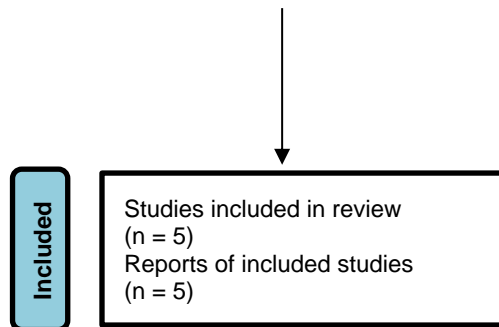 Included
Studies included in review
(n = 5)
Reports of included studies
(n = 5)